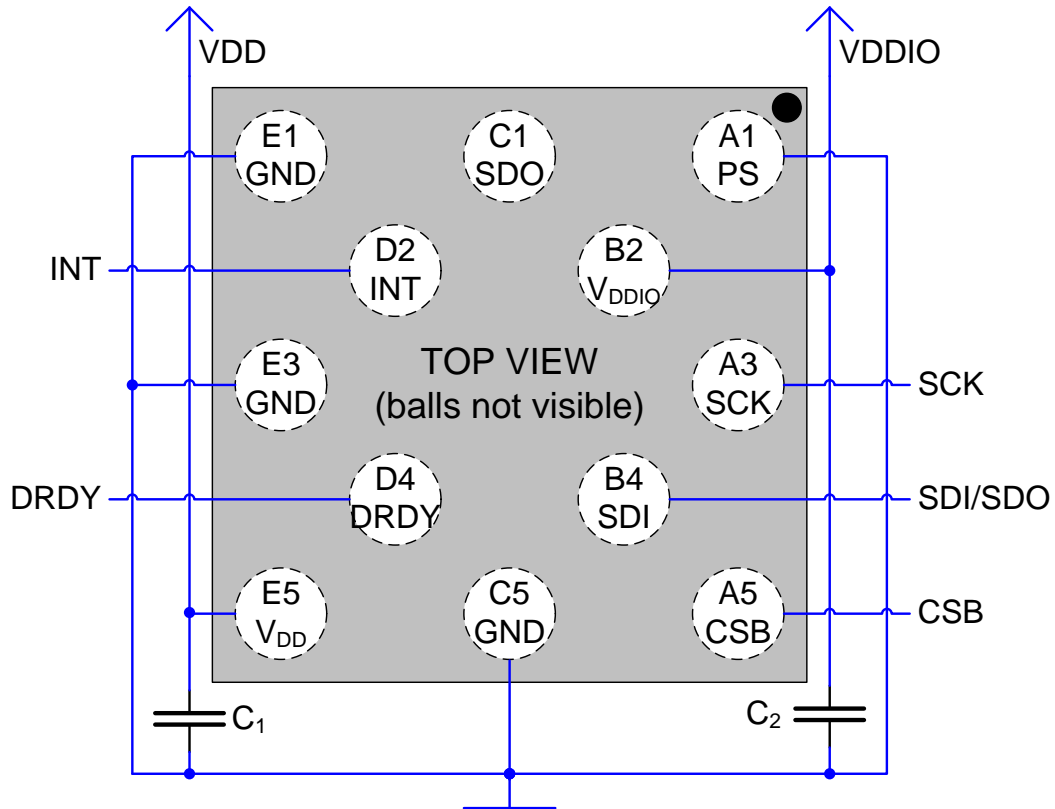 VDD
VDDIO
E1
GND
C1
SDO
A1
PS
INT
D2
INT
B2
VDDIO
E3
GND
TOP VIEW
(balls not visible)
A3
SCK
SCK
DRDY
D4
DRDY
B4
SDI
SDI/SDO
E5
VDD
C5
GND
A5
CSB
CSB
C1
C2